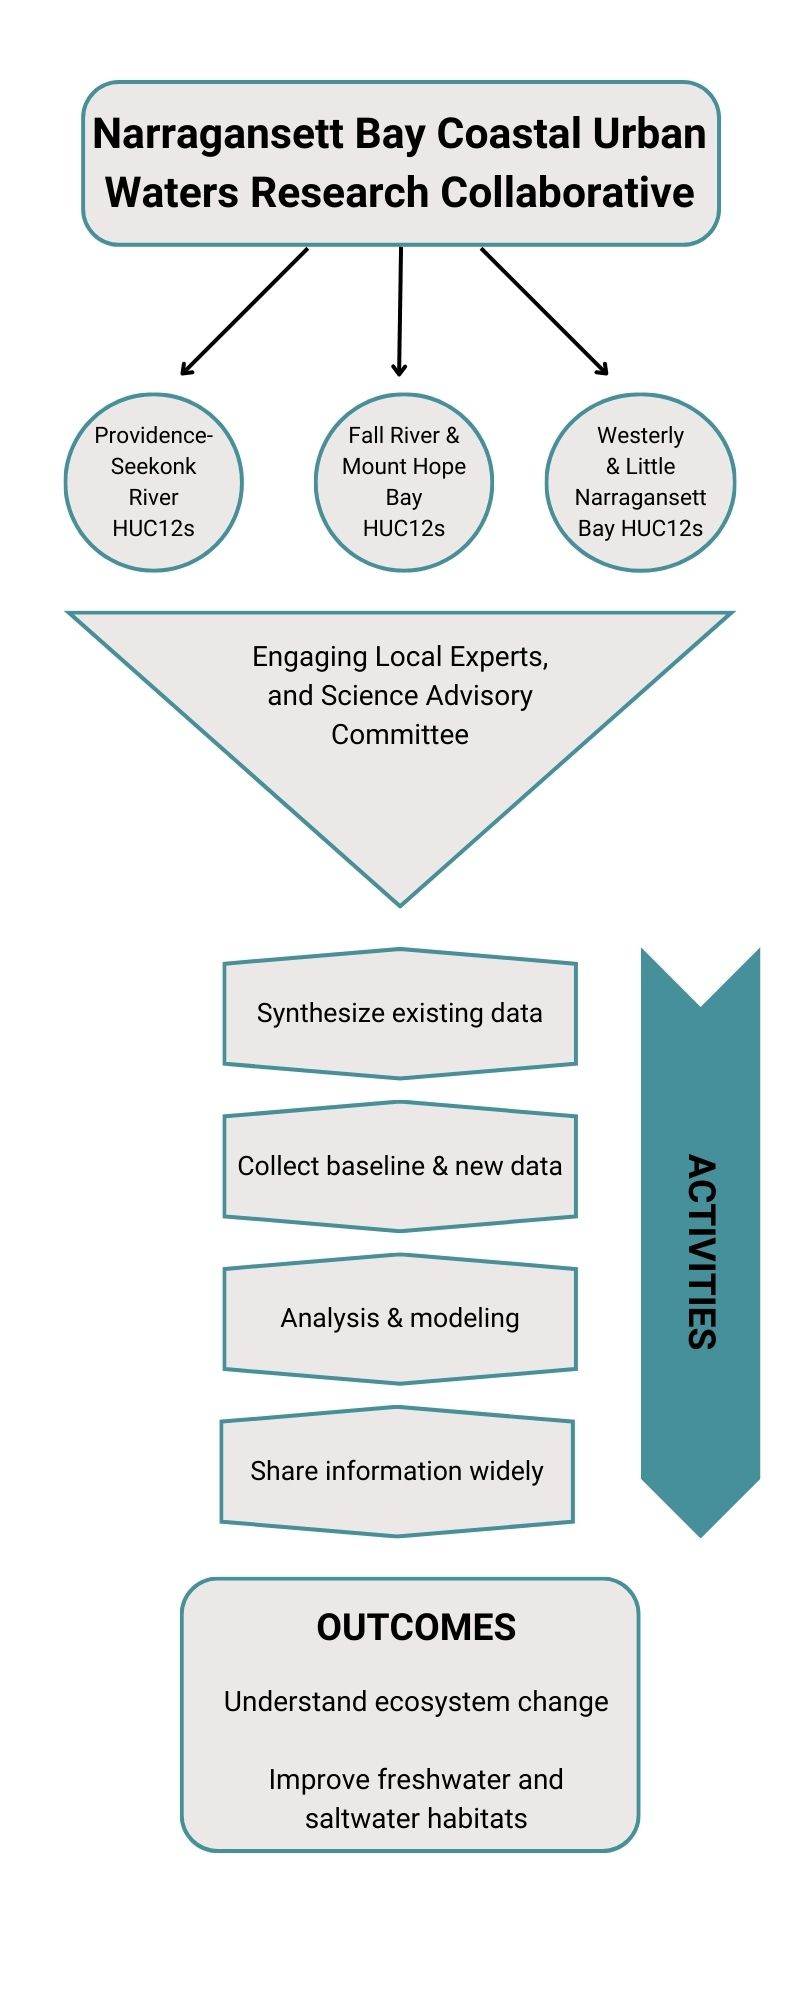 Narragansett Bay Coastal Urban
Waters Research Collaborative
Providence-
Seekonk
River
HUC12s
Fall River &
Mount Hope
Bay
HUC12s
Westerly
& Little
Narragansett
Bay HUC12s
Engaging Local Experts,
and Science Advisory
Committee
Synthesize existing data
Collect baseline & new data
Analysis & modeling
Share information widely
ACTIVITIES
OUTCOMES
Understand ecosystem change
Improve freshwater and
saltwater habitats